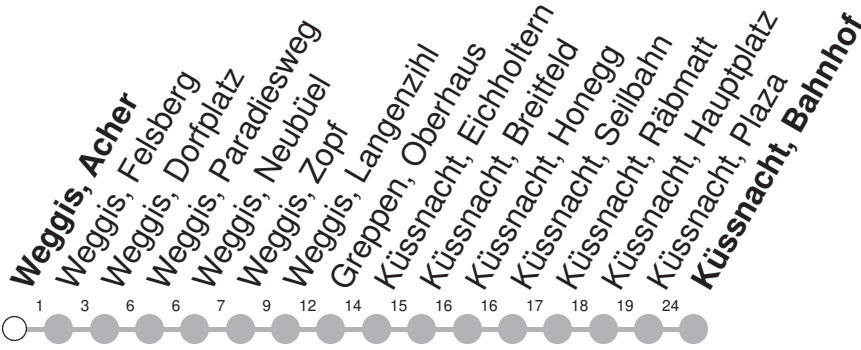 Weggis, Acher
Weggis, Felsberg
Weggis, Dorfplatz
Weggis, Paradiesweg
Weggis, Neubüel
Weggis, Zopf
Weggis, Langenzihl
Greppen, Oberhaus
Küssnacht, Eichholtern
Küssnacht, Breitfeld
Küssnacht, Honegg
Küssnacht, Seilbahn
Küssnacht, Räbmatt
Küssnacht, Hauptplatz
Küssnacht, Plaza
Küssnacht, Bahnhof
1 3 6 6 7 9 12 14 15 16 16 17 18 19 24